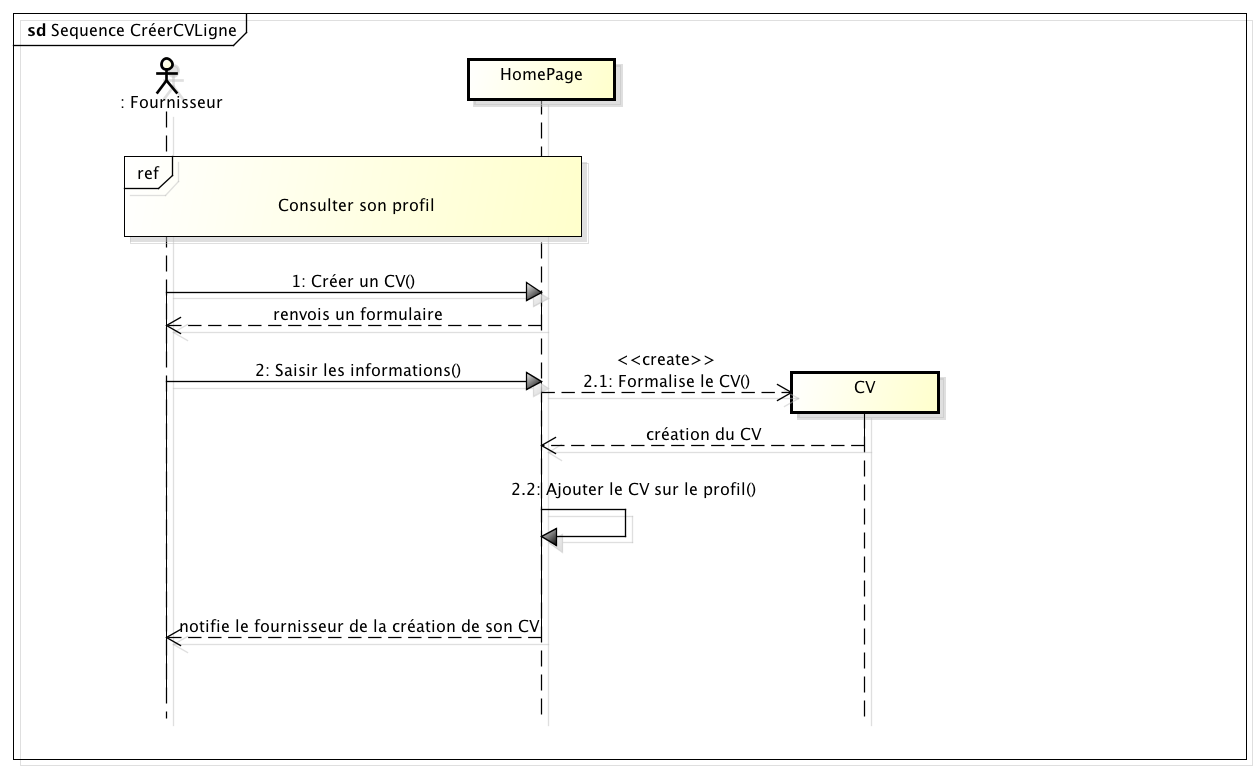 sd Sequence CréerCVLigne
: Fournisseur
HomePage
ref
Consulter son profil
1: Créer un CV()
renvois un formulaire
2: Saisir les informations()
<<create>>
2.1: Formalise le CV()
CV
création du CV
2.2: Ajouter le CV sur le profil()
notifie le fournisseur de la création de son CV